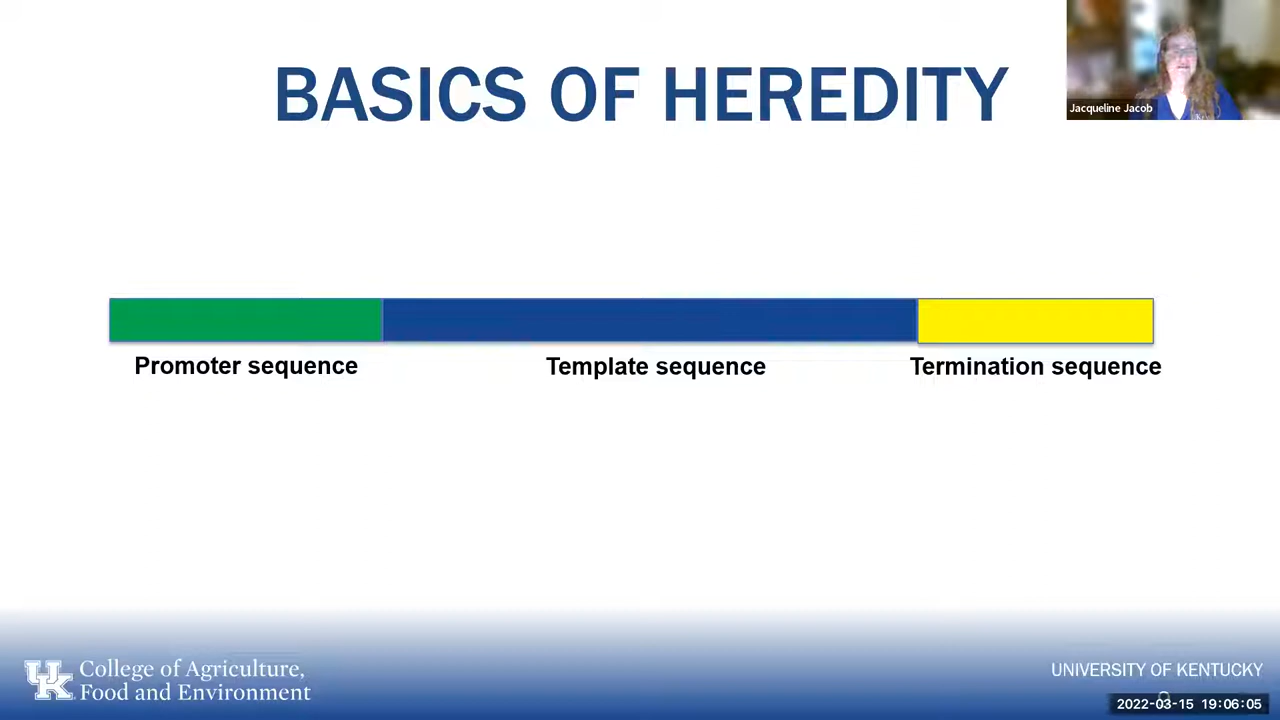 BASICS OF HEREDITY
Jacqueline Jacob
Promoter sequence
Template sequence
Termination sequence
UK
College of Agriculture,
Food and Environment
UNIVERSITY OF KENTUCKY
2022-03-15 19:06:05